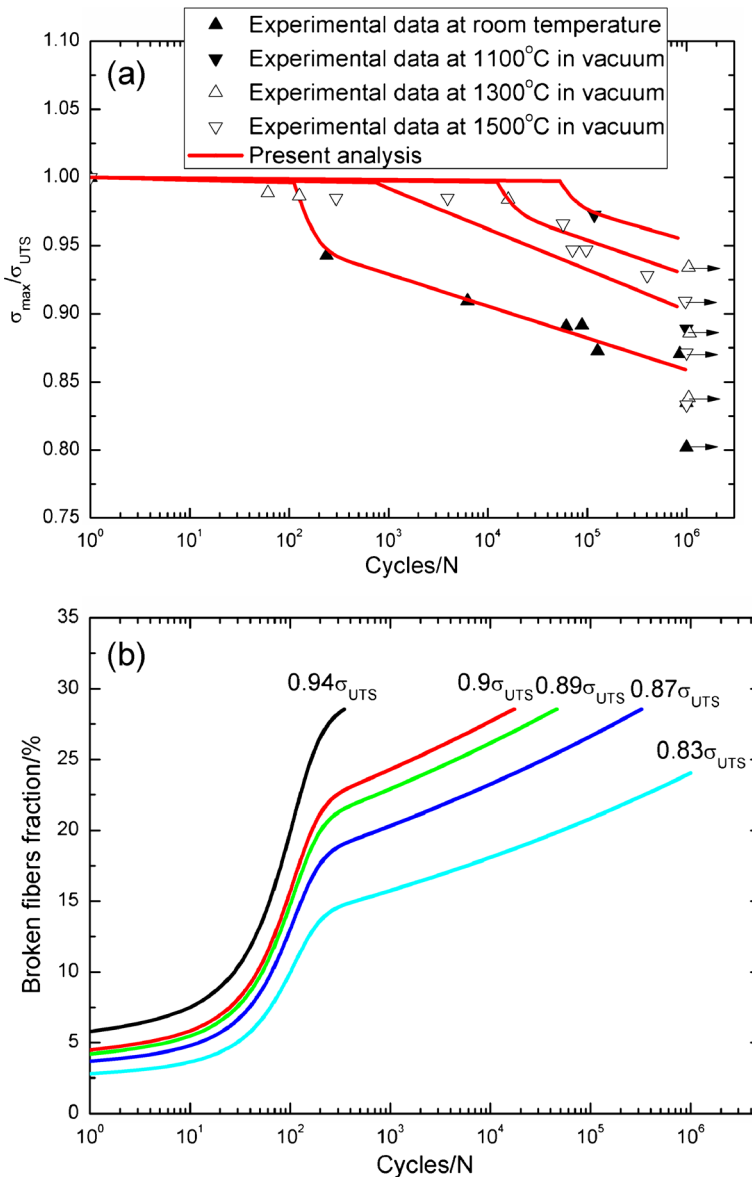 (a)
Experimental data at room temperature
Experimental data at 1100°C in vacuum
Experimental data at 1300°C in vacuum
Experimental data at 1500°C in vacuum
Present analysis
1.10
1.05
1.00
0.95
0.90
0.85
0.80
0.75
σmax/σUTS
10⁰ 10¹ 10² 10³ 10⁴ 10⁵ 10⁶
Cycles/N
(b)
0.94σUTS 0.9σUTS 0.89σUTS 0.87σUTS
0.83σUTS
35
30
25
20
15
10
5
0
Broken fibers fraction/%
10⁰ 10¹ 10² 10³ 10⁴ 10⁵ 10⁶
Cycles/N